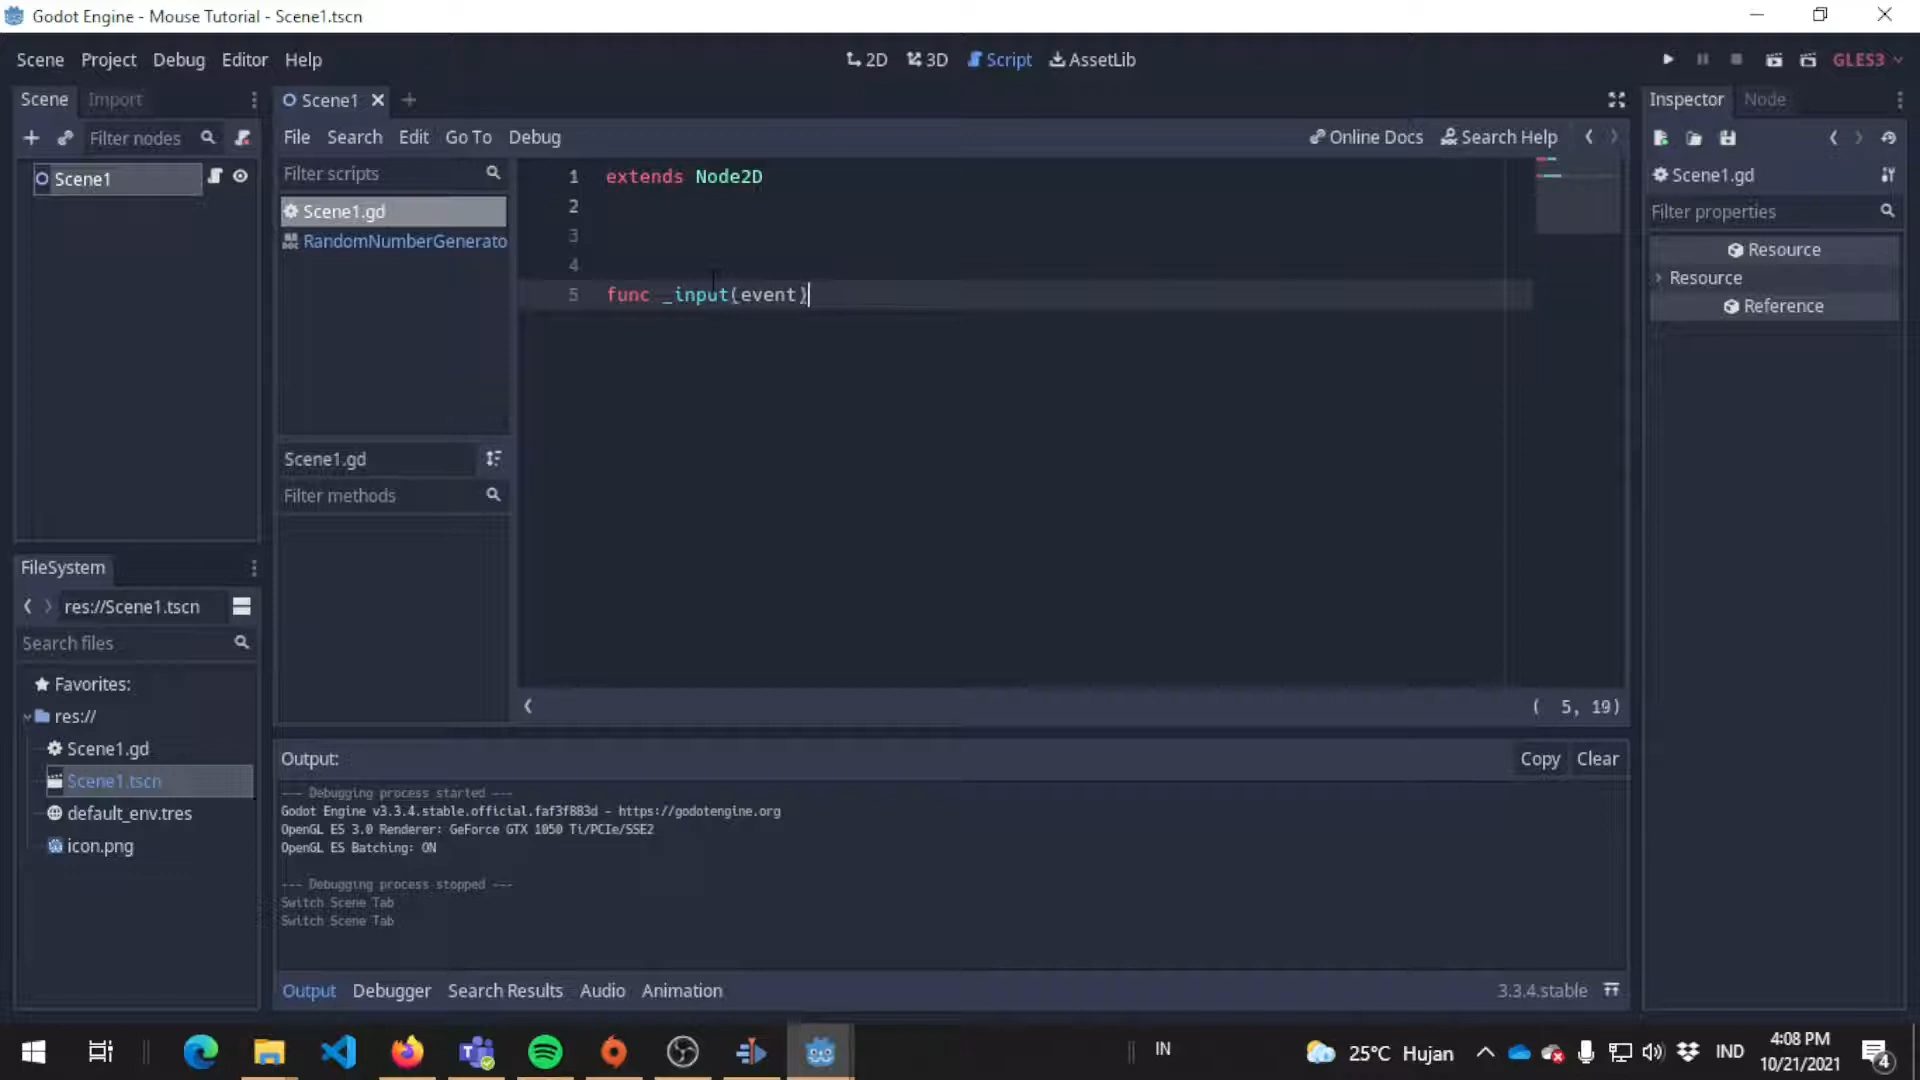 Godot Engine - Mouse Tutorial - Scene1.tscn
Scene Project Debug Editor Help
2D 3D Script AssetLib
GLES3
Scene Import
Scene1
Inspector Node
Filter nodes
File Search Edit Go To Debug
Online Docs Search Help
Scene1
Filter scripts
Scene1.gd
RandomNumberGenerato
1 extends Node2D
2
3
4
5 func _input(event)
Scene1.gd
Filter properties
Resource
Resource
Reference
Scene1.gd
Filter methods
( 5, 19)
FileSystem
res://Scene1.tscn
Search files
Favorites:
res://
Scene1.gd
Scene1.tscn
default_env.tres
icon.png
Output:
Copy Clear
--- Debugging process started ---
Godot Engine v3.3.4.stable.official.faf3f883d - https://godotengine.org
OpenGL ES 3.0 Renderer: GeForce GTX 1050 Ti/PCIe/SSE2
OpenGL ES Batching: ON
--- Debugging process stopped ---
Switch Scene Tab
Switch Scene Tab
Output Debugger Search Results Audio Animation
3.3.4.stable
IN
25°C Hujan
IND
4:08 PM
10/21/2021
4